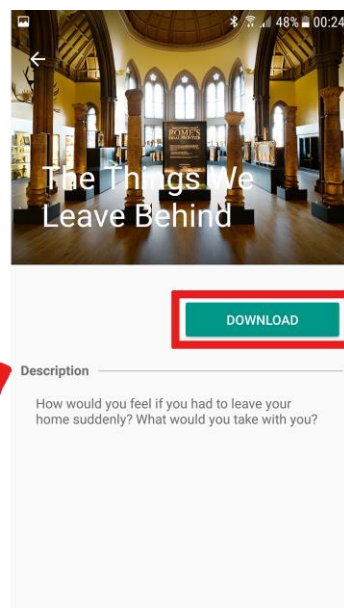 48% 00:24
ROME'S
The Things We
Leave Behind
DOWNLOAD
Description
How would you feel if you had to leave your
home suddenly? What would you take with you?